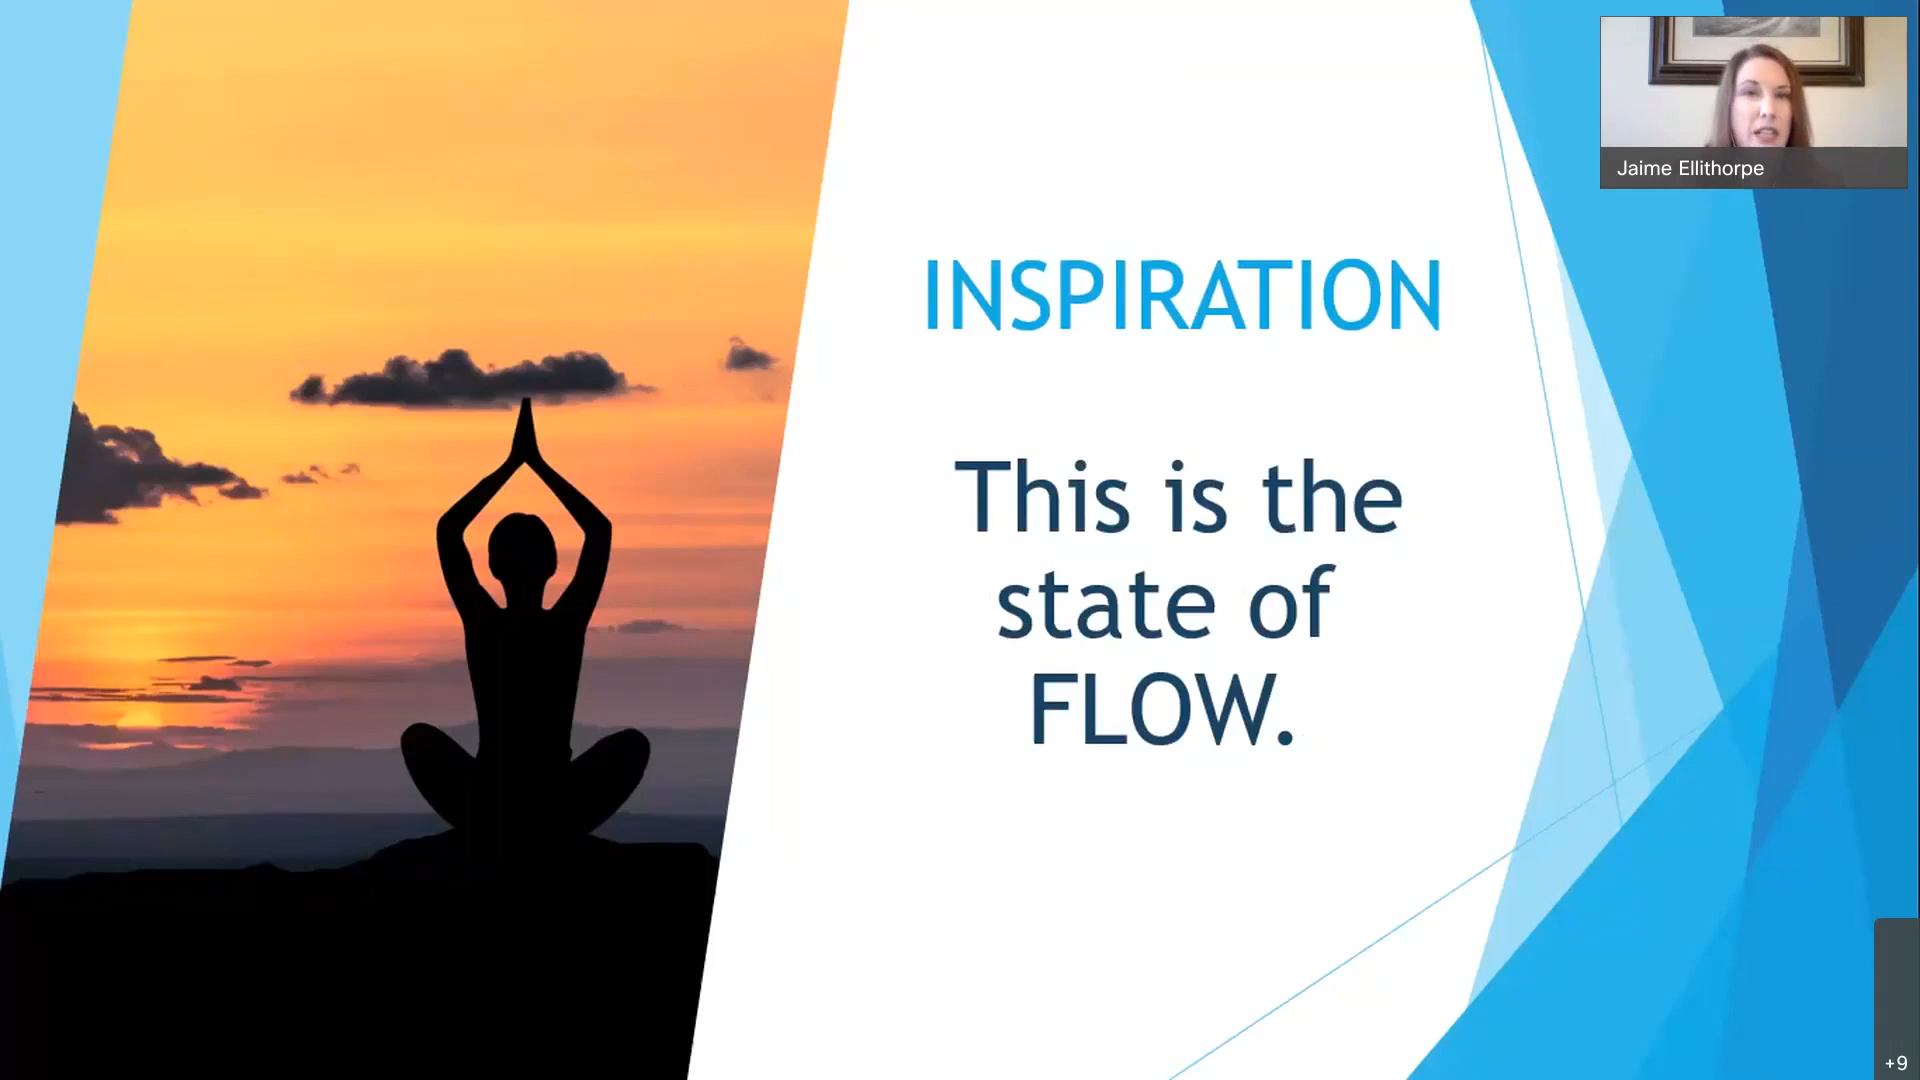 Jaime Ellithorpe
INSPIRATION
This is the
state of
FLOW.
+9